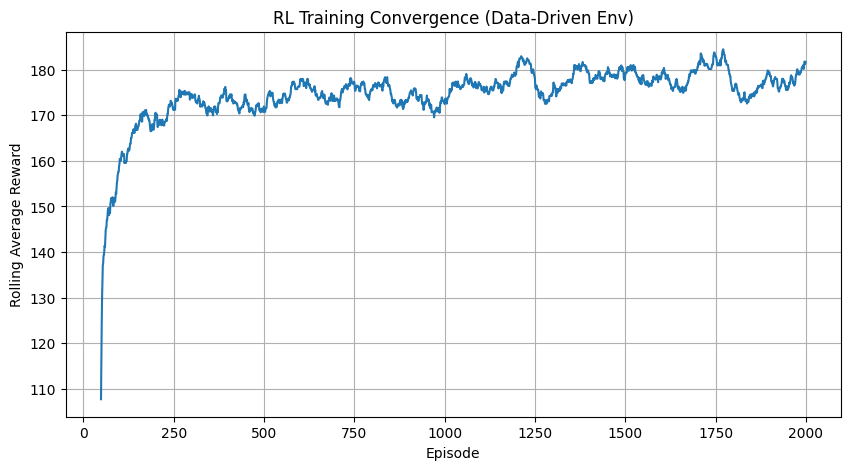 RL Training Convergence (Data-Driven Env)
Rolling Average Reward
180
170
160
150
140
130
120
110
0 250 500 750 1000 1250 1500 1750 2000
Episode